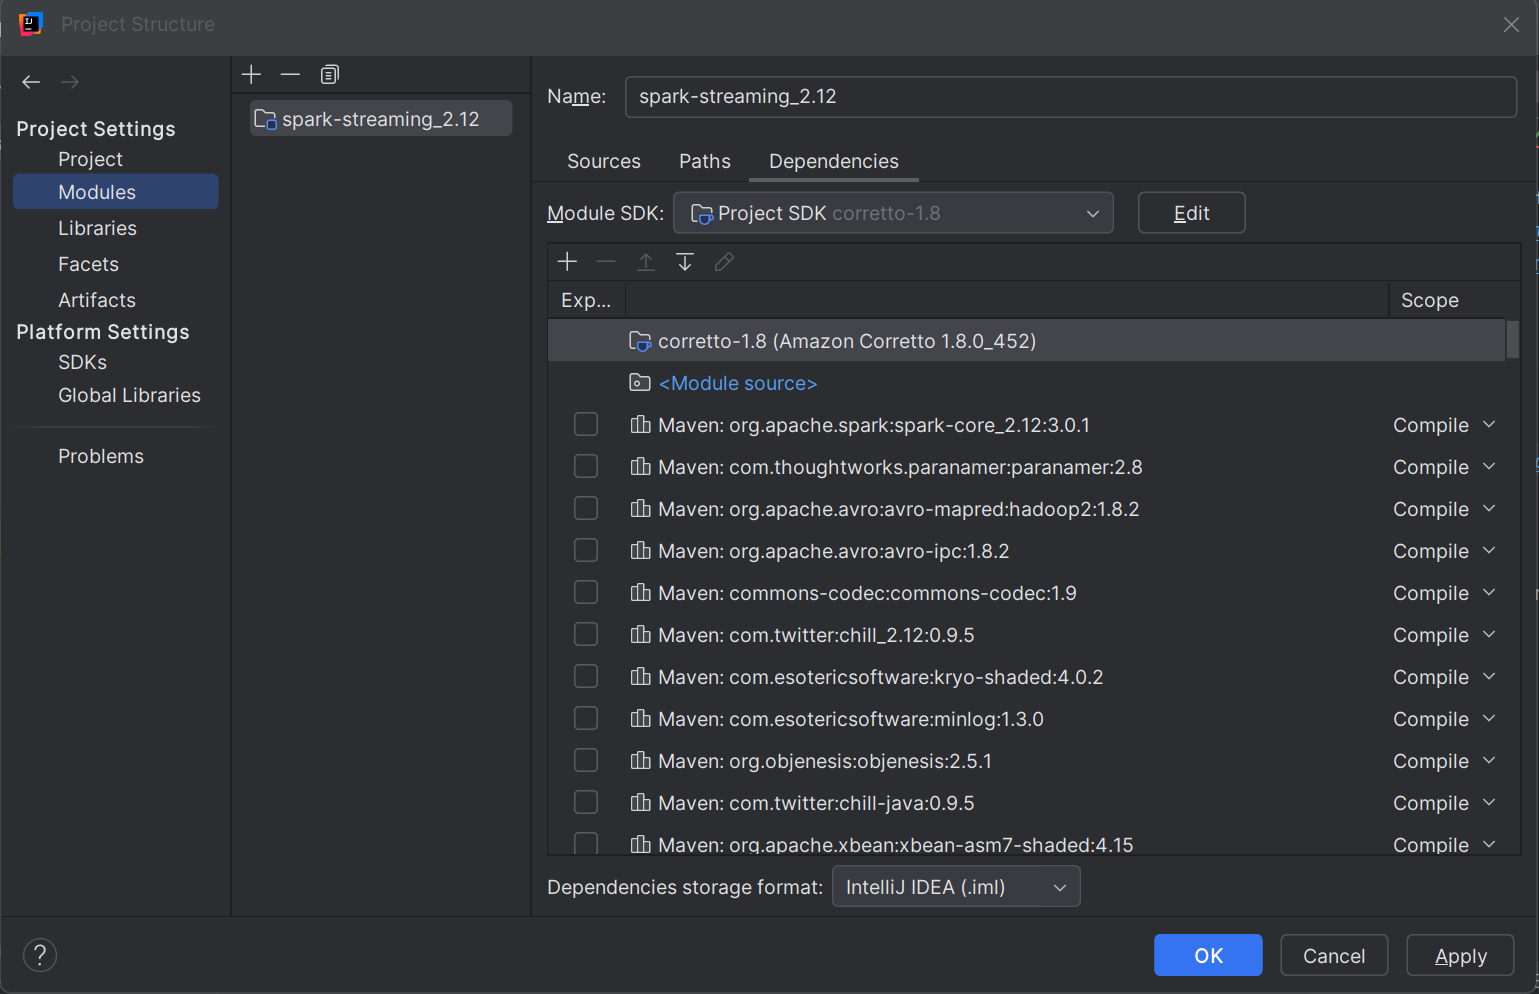 Project Structure
Project Settings
Project
Modules
Libraries
Facets
Artifacts
Platform Settings
SDKs
Global Libraries
Problems
spark-streaming_2.12
Name: spark-streaming_2.12
Sources Paths Dependencies
Module SDK: Project SDK corretto-1.8 Edit
Exp... Scope
corretto-1.8 (Amazon Corretto 1.8.0_452)
<Module source>
Maven: org.apache.spark:spark-core_2.12:3.0.1 Compile
Maven: com.thoughtworks.paranamer:paranamer:2.8 Compile
Maven: org.apache.avro:avro-mapred:hadoop2:1.8.2 Compile
Maven: org.apache.avro:avro-ipc:1.8.2 Compile
Maven: commons-codec:commons-codec:1.9 Compile
Maven: com.twitter:chill_2.12:0.9.5 Compile
Maven: com.esotericsoftware:kryo-shaded:4.0.2 Compile
Maven: com.esotericsoftware:minlog:1.3.0 Compile
Maven: org.objenesis:objenesis:2.5.1 Compile
Maven: com.twitter:chill-java:0.9.5 Compile
Maven: org.apache.xbean:xbean-asm7-shaded:4.15 Compile
Dependencies storage format: IntelliJ IDEA (.iml)
? OK Cancel Apply